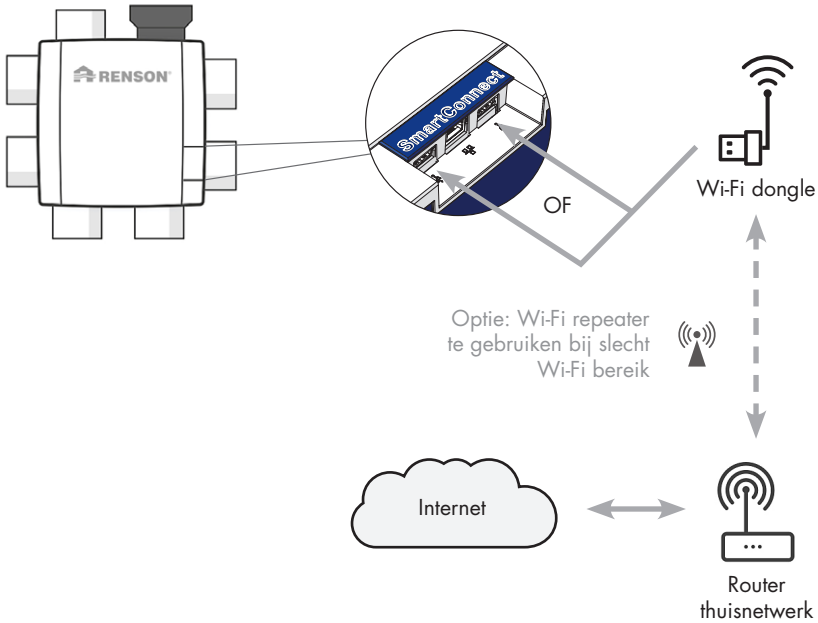 RENSON
SmartConnect
OF
Wi-Fi dongle
Optie: Wi-Fi repeater
te gebruiken bij slecht
Wi-Fi bereik
Internet
Router
thuisnetwerk